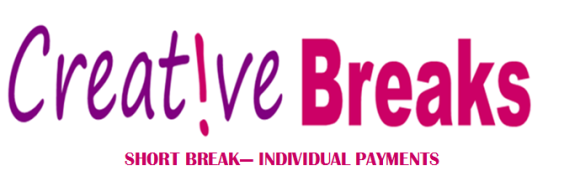 Creat!ve Breaks
SHORT BREAK— INDIVIDUAL PAYMENTS